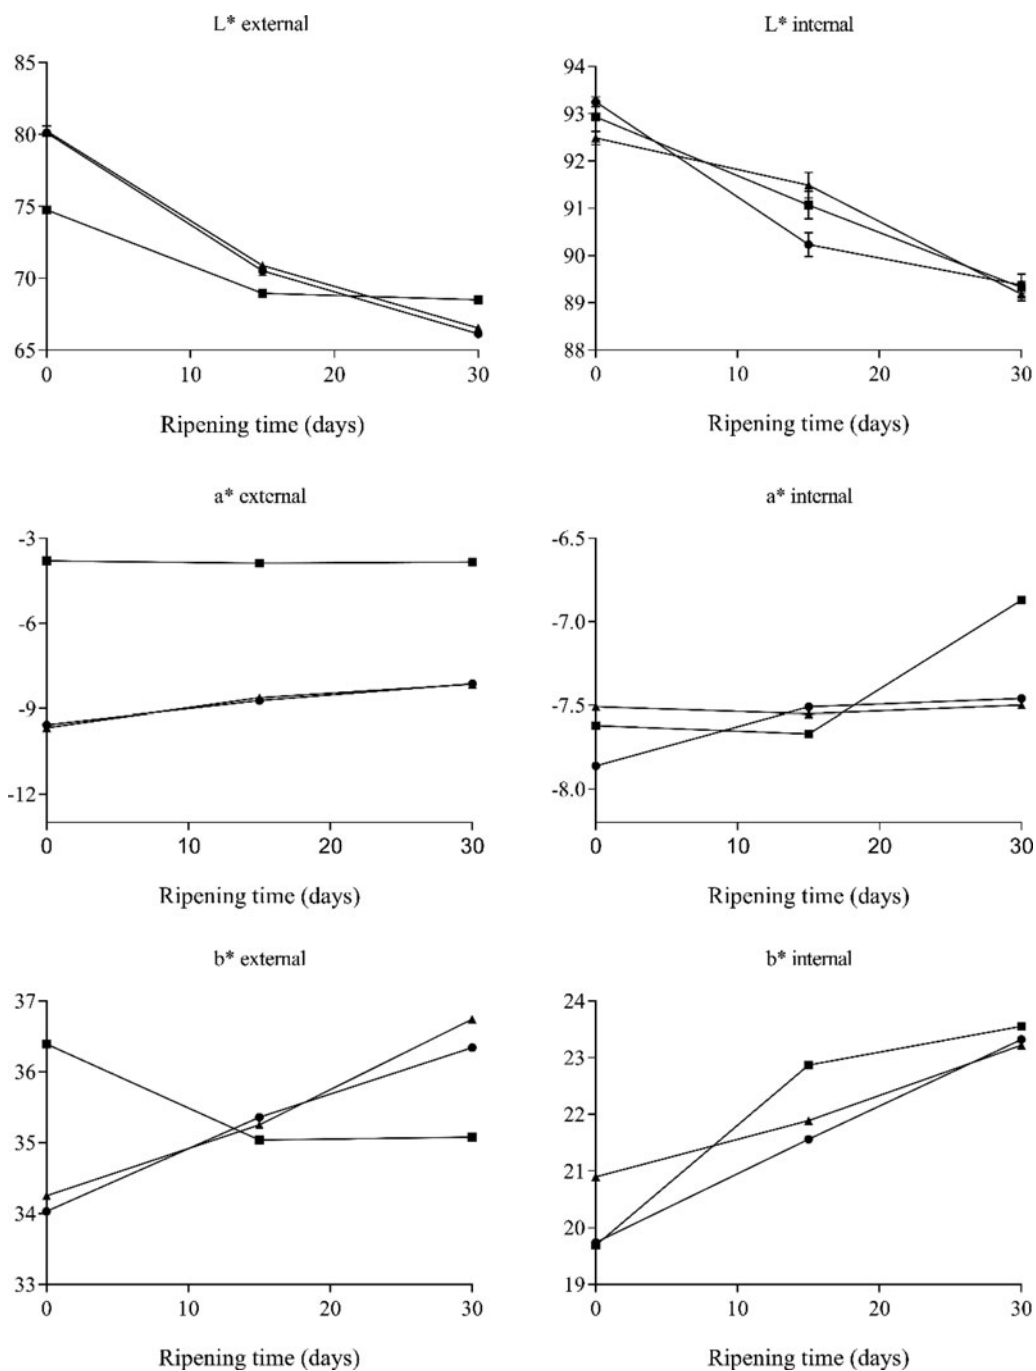 L* external
85
80
75
70
65
0 10 20 30
Ripening time (days)
L* internal
94
93
92
91
90
89
88
0 10 20 30
Ripening time (days)
a* external
-3
-6
-9
-12
0 10 20 30
Ripening time (days)
a* internal
-6.5
-7.0
-7.5
-8.0
0 10 20 30
Ripening time (days)
b* external
37
36
35
34
33
0 10 20 30
Ripening time (days)
b* internal
24
23
22
21
20
19
0 10 20 30
Ripening time (days)